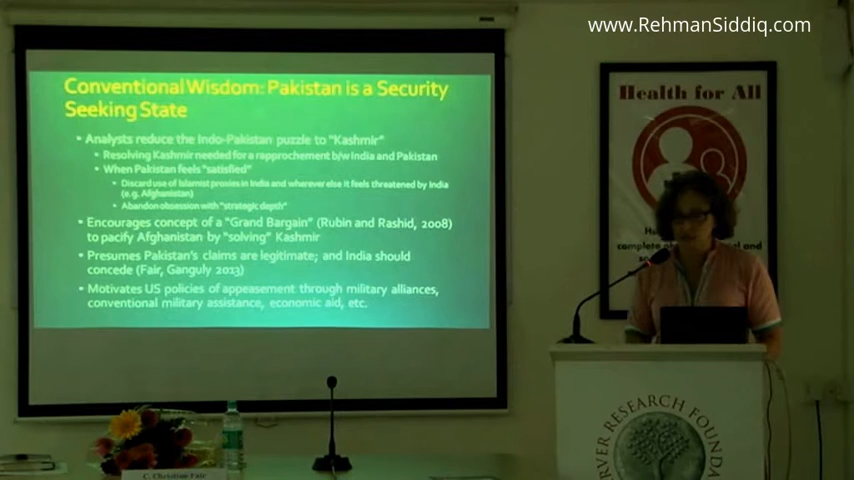 www.RehmanSiddiq.com
Conventional Wisdom: Pakistan is a Security
Seeking State
Analysts reduce the Indo-Pakistan puzzle to "Kashmir"
Resolving Kashmir needed for a rapprochement b/w India and Pakistan
When Pakistan feels "satisfied"
Discard use of Islamist proxies in India and wherever else it feels threatened by India
(e.g. Afghanistan)
Abandon obsession with "strategic depth"
Encourages concept of a "Grand Bargain" (Rubin and Rashid, 2008)
to pacify Afghanistan by "solving" Kashmir
Presumes Pakistan's claims are legitimate; and India should
concede (Fair, Ganguly 2013)
Motivates US policies of appeasement through military alliances,
conventional military assistance, economic aid, etc.
Health for All
complete
RVER RESEARCH FOUNDA
C. Christine Fair